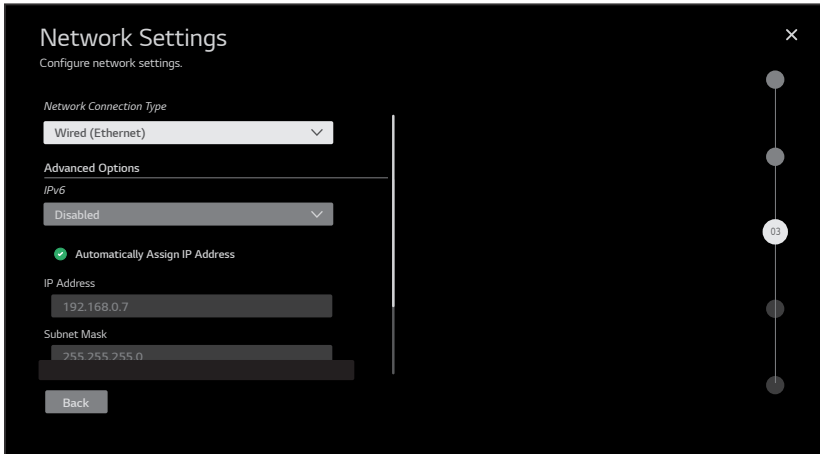 Network Settings
Configure network settings.
Network Connection Type
Wired (Ethernet)
Advanced Options
IPv6
Disabled
Automatically Assign IP Address
IP Address
192.168.0.7
Subnet Mask
255.255.255.0
Back
03